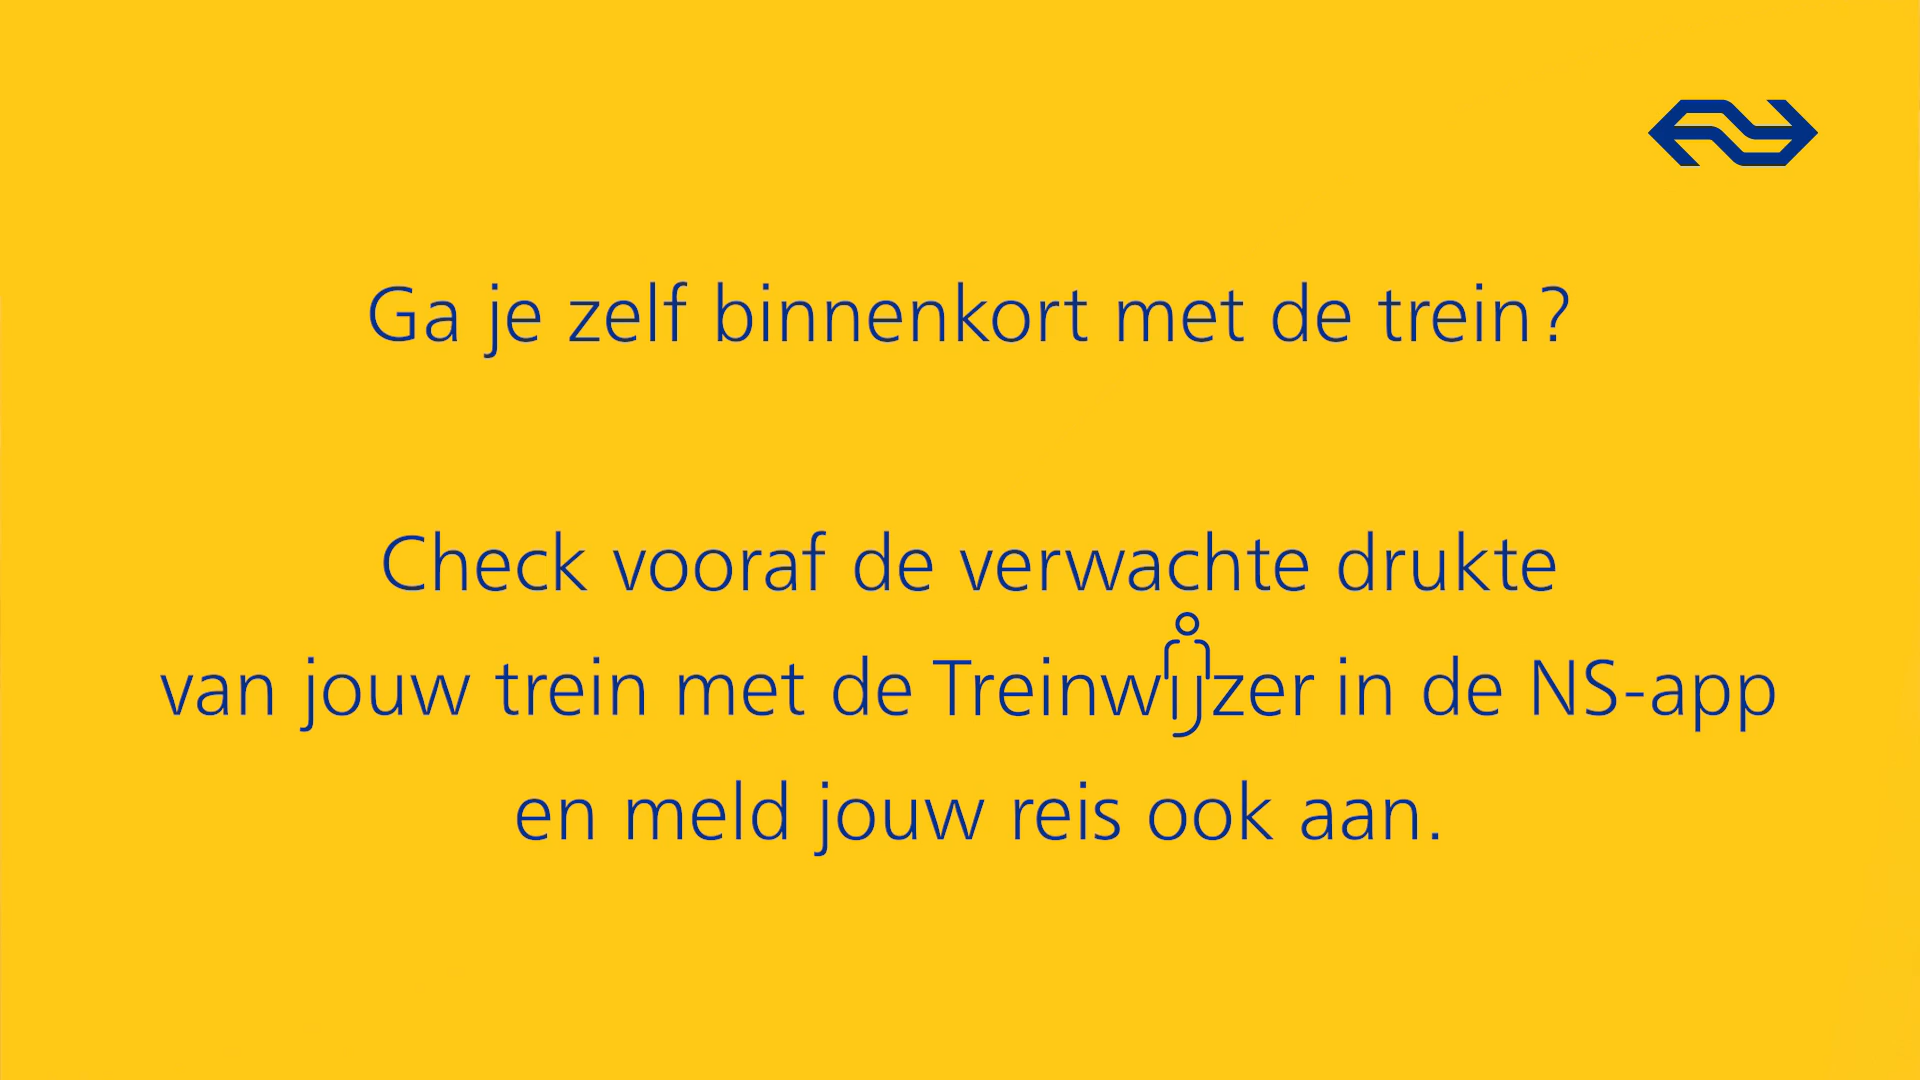 Ga je zelf binnenkort met de trein?
Check vooraf de verwachte drukte
van jouw trein met de Treinwijzer in de NS-app
en meld jouw reis ook aan.